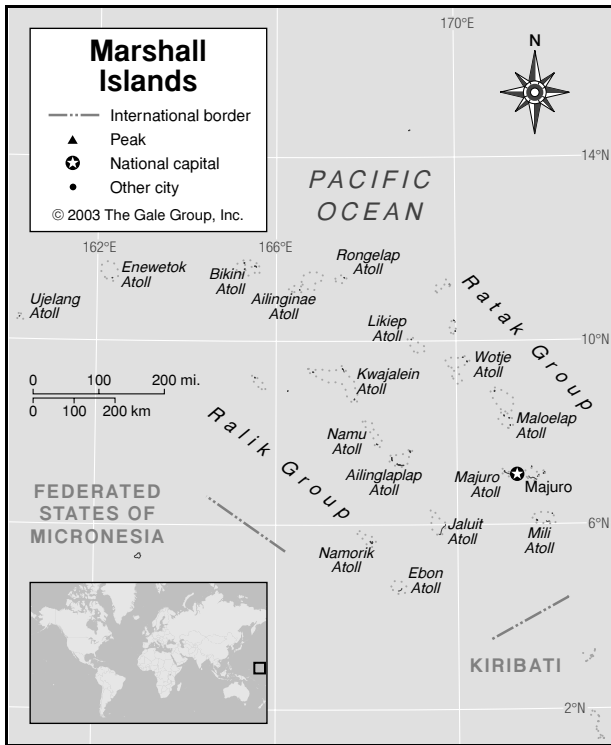 Marshall
Islands
International border
Peak
National capital
Other city
© 2003 The Gale Group, Inc.
170°E
N
14°N
PACIFIC
OCEAN
162°E
166°E
Enewetok
Atoll
Bikini
Atoll
Rongelap
Atoll
Ailinginae
Atoll
Ujelang
Atoll
Ratak Group
Likiep
Atoll
10°N
Wotje
Atoll
Kwajalein
Atoll
0 100 200 mi.
0 100 200 km
Maloelap
Atoll
Ralik Group
Namu
Atoll
Ailinglaplap
Atoll
Majuro
Atoll
Majuro
FEDERATED
STATES OF
MICRONESIA
Jaluit
Atoll
Mili
Atoll
6°N
Namorik
Atoll
Ebon
Atoll
KIRIBATI
2°N